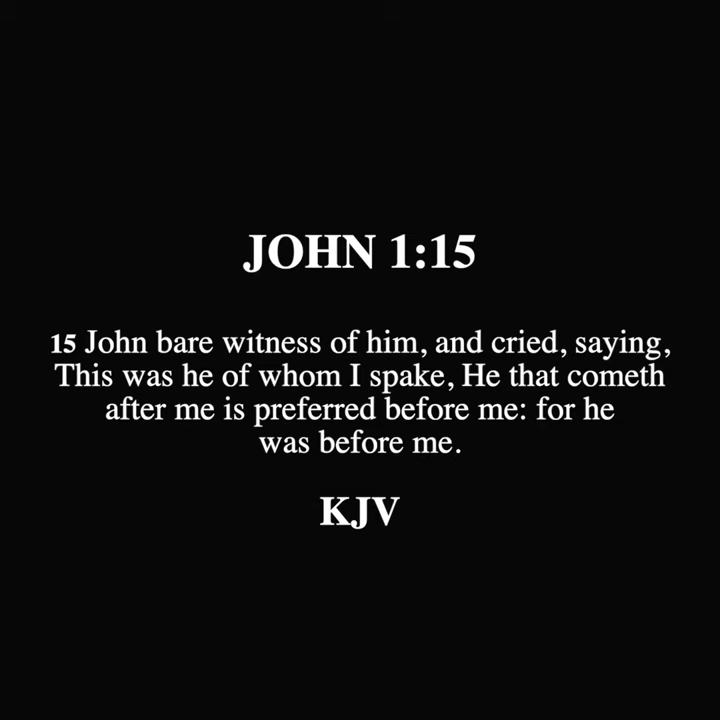 JOHN 1:15
15 John bare witness of him, and cried, saying,
This was he of whom I spake, He that cometh
after me is preferred before me: for he
was before me.
KJV